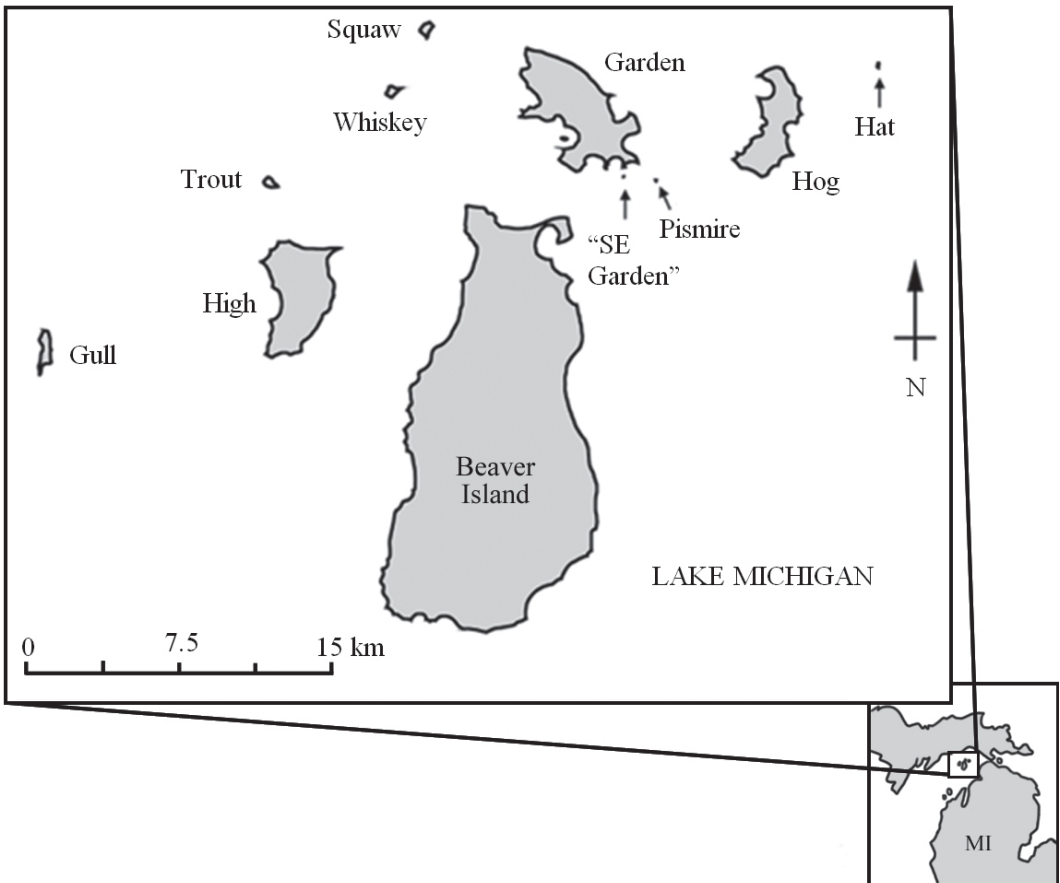 Squaw
Garden
Whiskey
Hat
Trout
Hog
Pismire
“SE
Garden”
High
Gull
N
Beaver
Island
LAKE MICHIGAN
0
7.5
15 km
MI